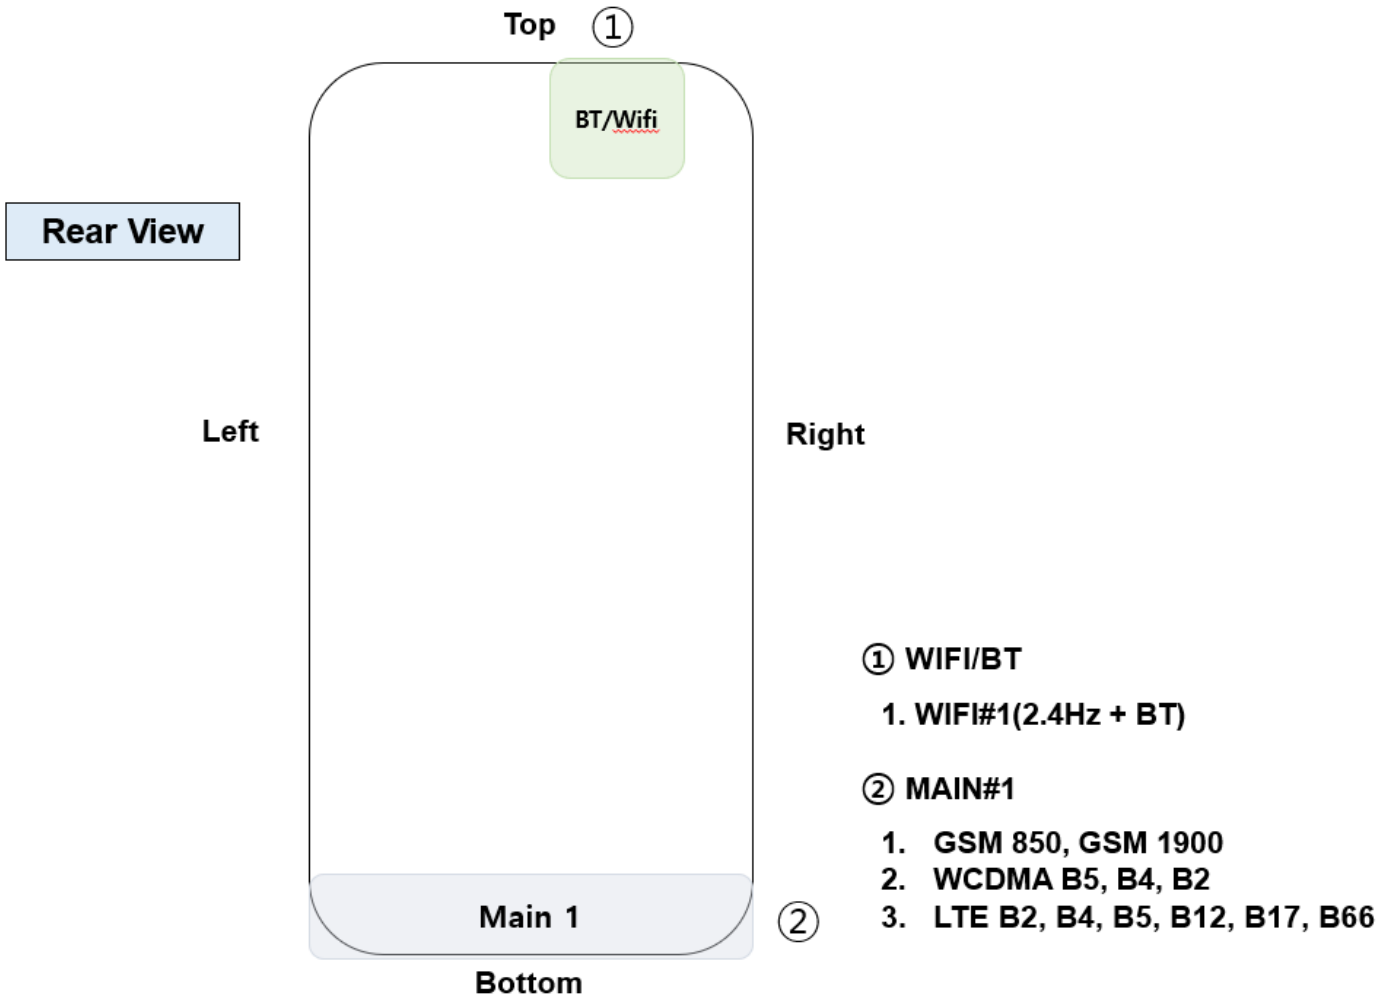 Top ①
BT/Wifi
Rear View
Left
Right
① WIFI/BT
1. WIFI#1(2.4Hz + BT)
② MAIN#1
1. GSM 850, GSM 1900
2. WCDMA B5, B4, B2
3. LTE B2, B4, B5, B12, B17, B66
Main 1
②
Bottom